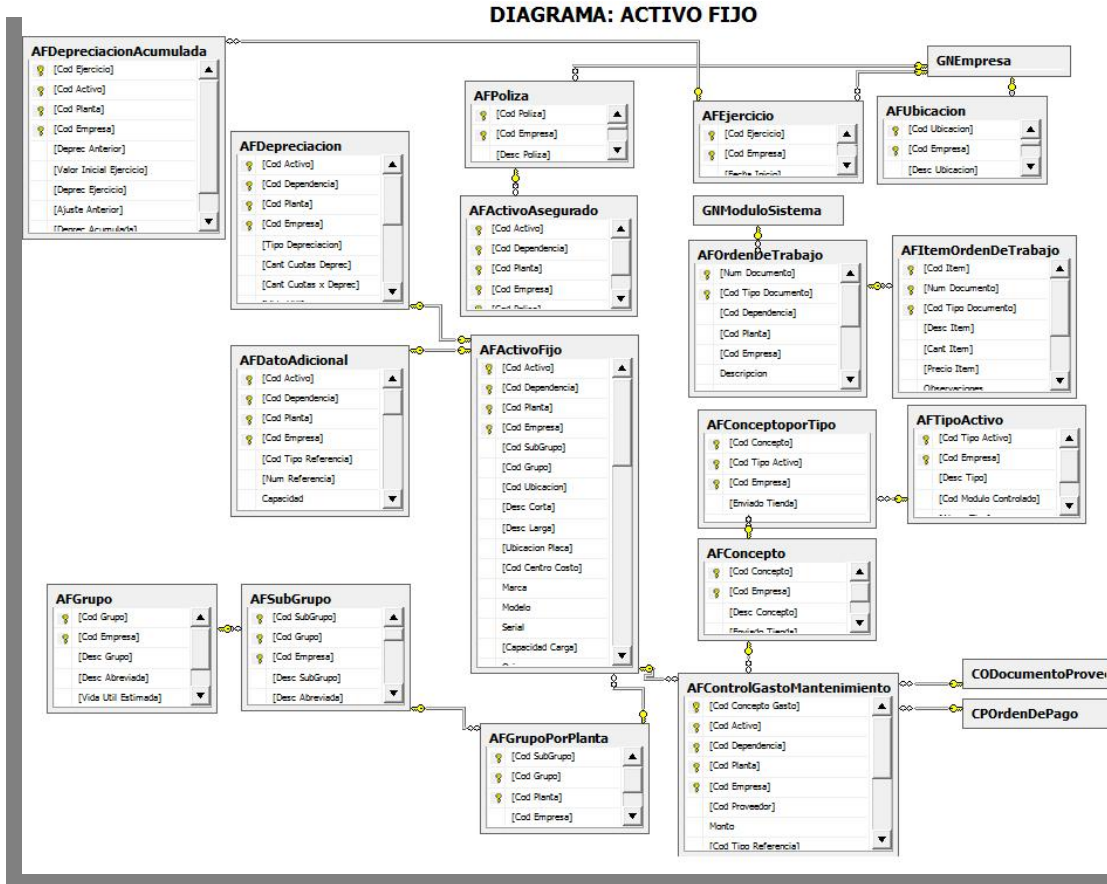 DIAGRAMA: ACTIVO FIJO
AFDepreciacionAcumulada
[Cod Ejercicio]
[Cod Activo]
[Cod Planta]
[Cod Empresa]
[Deprec Anterior]
[Valor Inicial Ejercicio]
[Deprec Ejercicio]
[Ajuste Anterior]
[Deprec Acumulada]
AFDepreciacion
[Cod Activo]
[Cod Dependencia]
[Cod Planta]
[Cod Empresa]
[Tipo Depreciacion]
[Cant Cuotas Deprec]
[Cant Cuotas x Deprec]
AFPoliza
[Cod Poliza]
[Cod Empresa]
[Desc Poliza]
AFEjercicio
[Cod Ejercicio]
[Cod Empresa]
[Fecha Inicio]
GNEmpresa
AFUbicacion
[Cod Ubicacion]
[Cod Empresa]
[Desc Ubicacion]
AFActivoAsegurado
[Cod Activo]
[Cod Dependencia]
[Cod Planta]
[Cod Empresa]
[Cod Poliza]
GNModuloSistema
AFOrdenDeTrabajo
[Num Documento]
[Cod Tipo Documento]
[Cod Dependencia]
[Cod Planta]
[Cod Empresa]
Descripcion
AFItemOrdenDeTrabajo
[Cod Item]
[Num Documento]
[Cod Tipo Documento]
[Desc Item]
[Cant Item]
[Precio Item]
Observaciones
AFDatoAdicional
[Cod Activo]
[Cod Dependencia]
[Cod Planta]
[Cod Empresa]
[Cod Tipo Referencia]
[Num Referencia]
Capacidad
AFActivoFijo
[Cod Activo]
[Cod Dependencia]
[Cod Planta]
[Cod Empresa]
[Cod SubGrupo]
[Cod Grupo]
[Cod Ubicacion]
[Desc Corta]
[Desc Larga]
[Ubicacion Placa]
[Cod Centro Costo]
Marca
Modelo
Serial
[Capacidad Carga]
AFConceptoporTipo
[Cod Concepto]
[Cod Tipo Activo]
[Cod Empresa]
[Enviado Tienda]
AFTipoActivo
[Cod Tipo Activo]
[Cod Empresa]
[Desc Tipo]
[Cod Modulo Controlado]
AFConcepto
[Cod Concepto]
[Cod Empresa]
[Desc Concepto]
[Enviado Tienda]
AFGrupo
[Cod Grupo]
[Cod Empresa]
[Desc Grupo]
[Desc Abreviada]
[Vida Util Estimada]
AFSubGrupo
[Cod SubGrupo]
[Cod Grupo]
[Cod Empresa]
[Desc SubGrupo]
[Desc Abreviada]
AFGrupoPorPlanta
[Cod SubGrupo]
[Cod Grupo]
[Cod Planta]
[Cod Empresa]
AFControlGastoMantenimiento
[Cod Concepto Gasto]
[Cod Activo]
[Cod Dependencia]
[Cod Planta]
[Cod Empresa]
[Cod Proveedor]
Monto
[Cod Tipo Referencia]
CODocumentoProvee
CPOrdenDePago